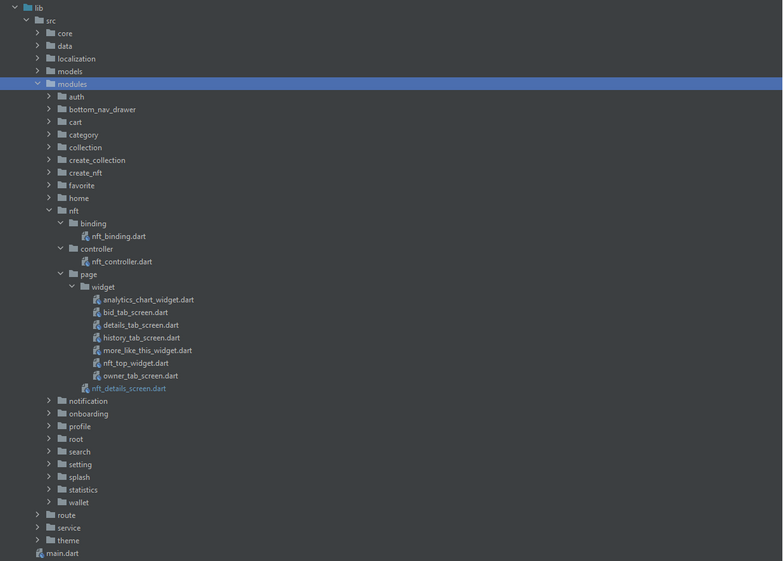 lib
src
core
data
localization
models
modules
auth
bottom_nav_drawer
cart
category
collection
create_collection
create_nft
favorite
home
nft
binding
nft_binding.dart
controller
nft_controller.dart
page
widget
analytics_chart_widget.dart
bid_tab_screen.dart
details_tab_screen.dart
history_tab_screen.dart
more_like_this_widget.dart
nft_top_widget.dart
owner_tab_screen.dart
nft_details_screen.dart
notification
onboarding
profile
root
search
setting
splash
statistics
wallet
route
service
theme
main.dart